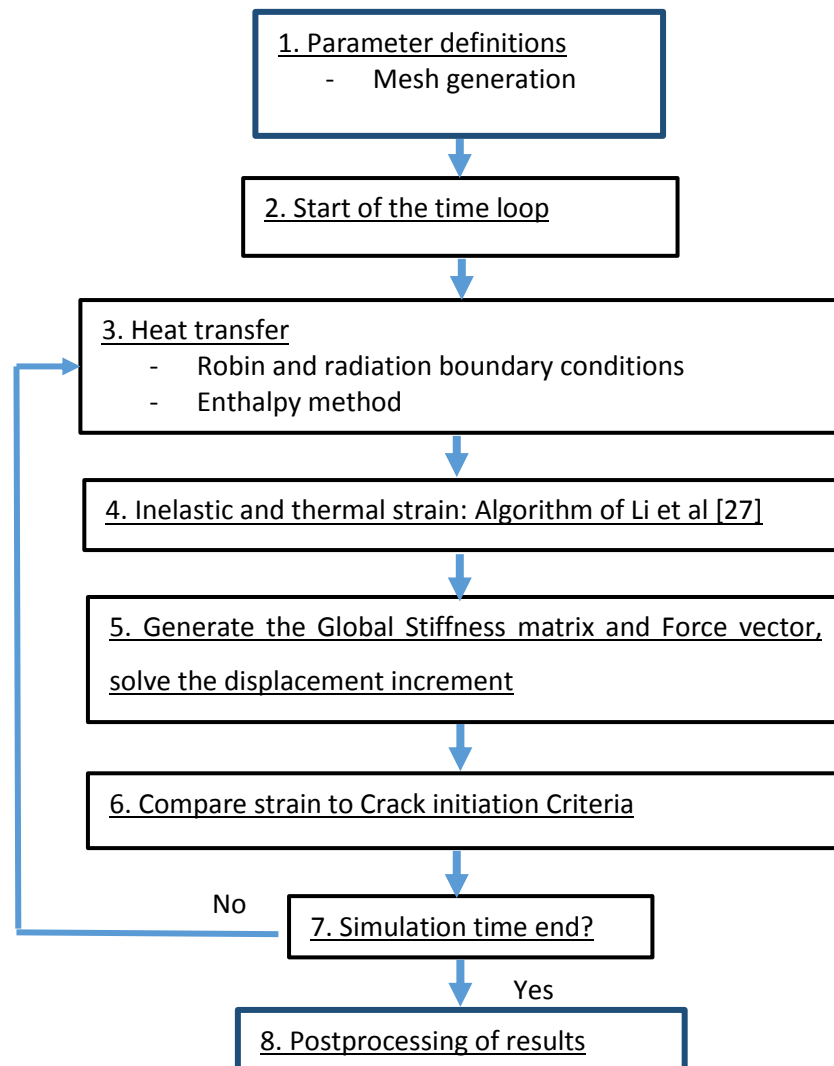 1. Parameter definitions
- Mesh generation
2. Start of the time loop
3. Heat transfer
- Robin and radiation boundary conditions
- Enthalpy method
4. Inelastic and thermal strain: Algorithm of Li et al [27]
5. Generate the Global Stiffness matrix and Force vector,
solve the displacement increment
6. Compare strain to Crack initiation Criteria
No
7. Simulation time end?
Yes
8. Postprocessing of results